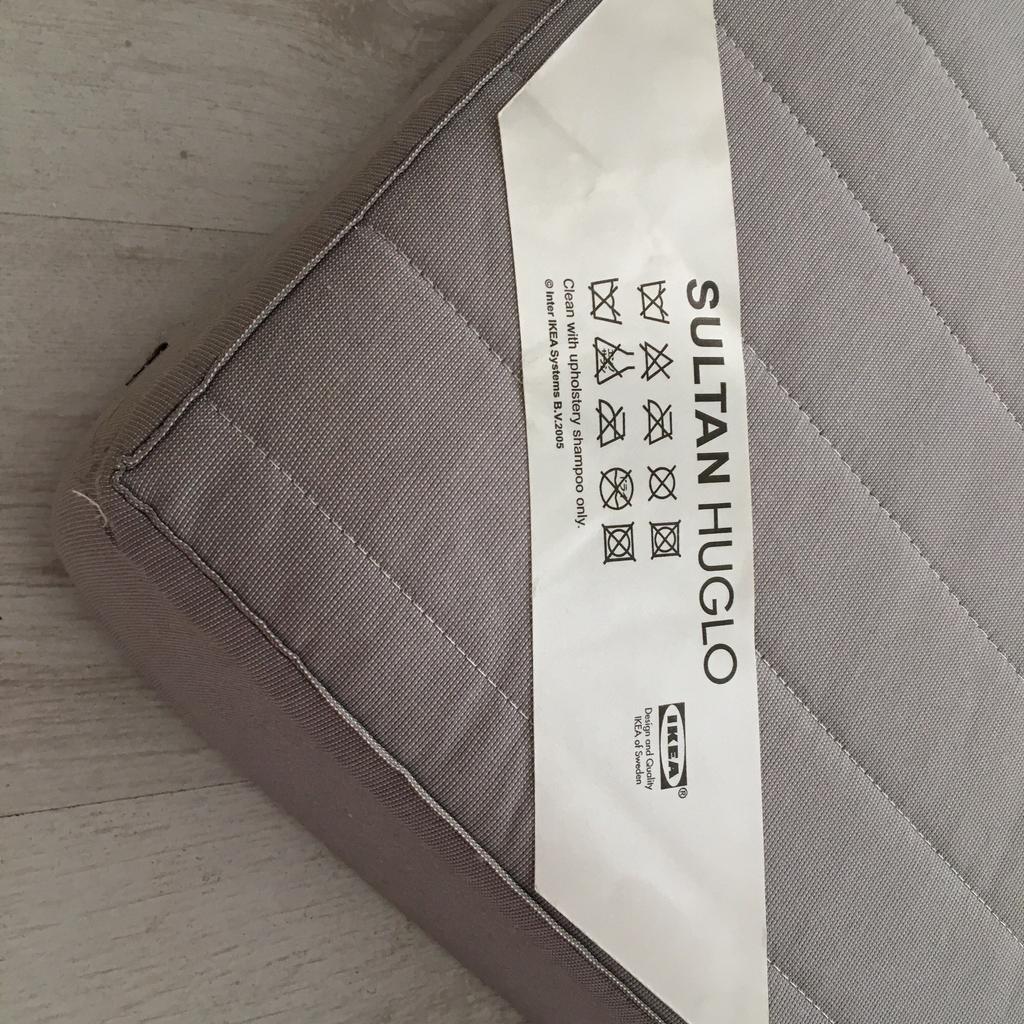 SULTAN HUGLO
Clean with upholstery shampoo only.
© Inter IKEA Systems B.V.2005
IKEA®
Design and Quality
IKEA of Sweden